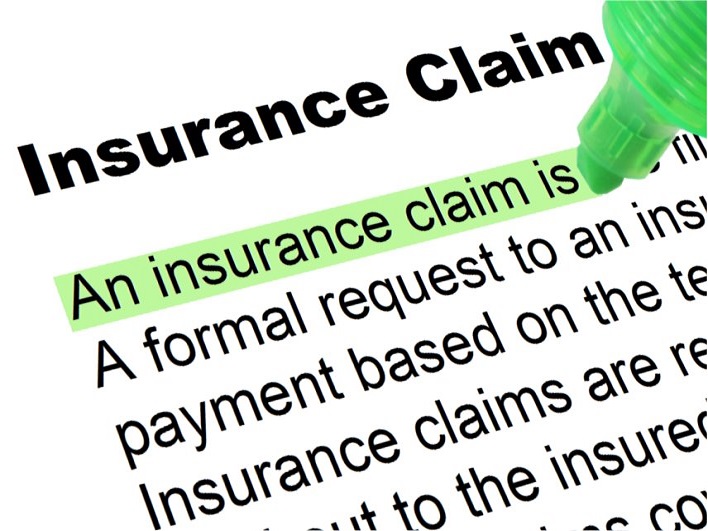 Insurance Claim
An insurance claim is
A formal request to an
payment based on the
Insurance claims are
to the insured